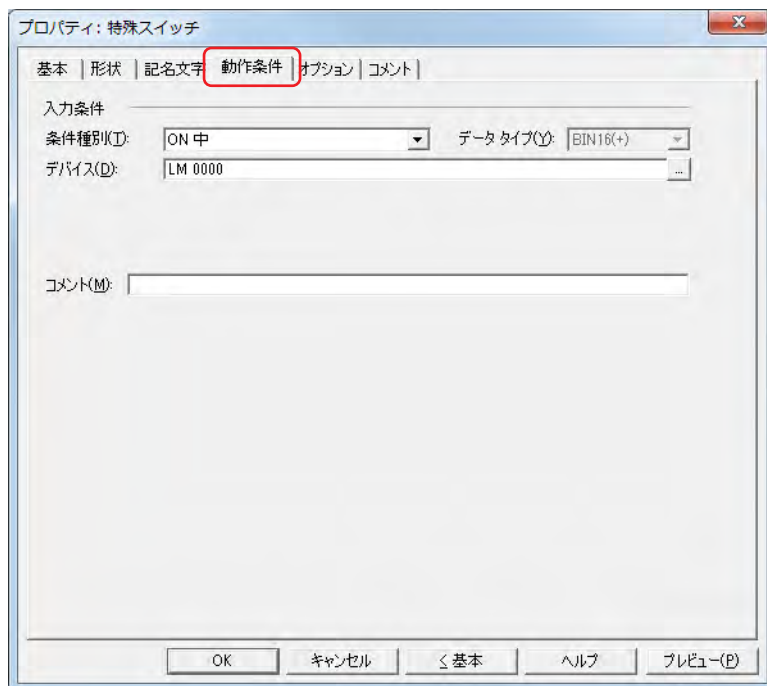 プロパティ: 特殊スイッチ
基本 形状 記名文字 動作条件 オプション コメント
入力条件
条件種別(T): ON 中 データ タイプ(Y): BIN16(+)
デバイス(D): LM 0000 ...
コメント(M):
OK キャンセル < 基本 ヘルプ プレビュー(P)